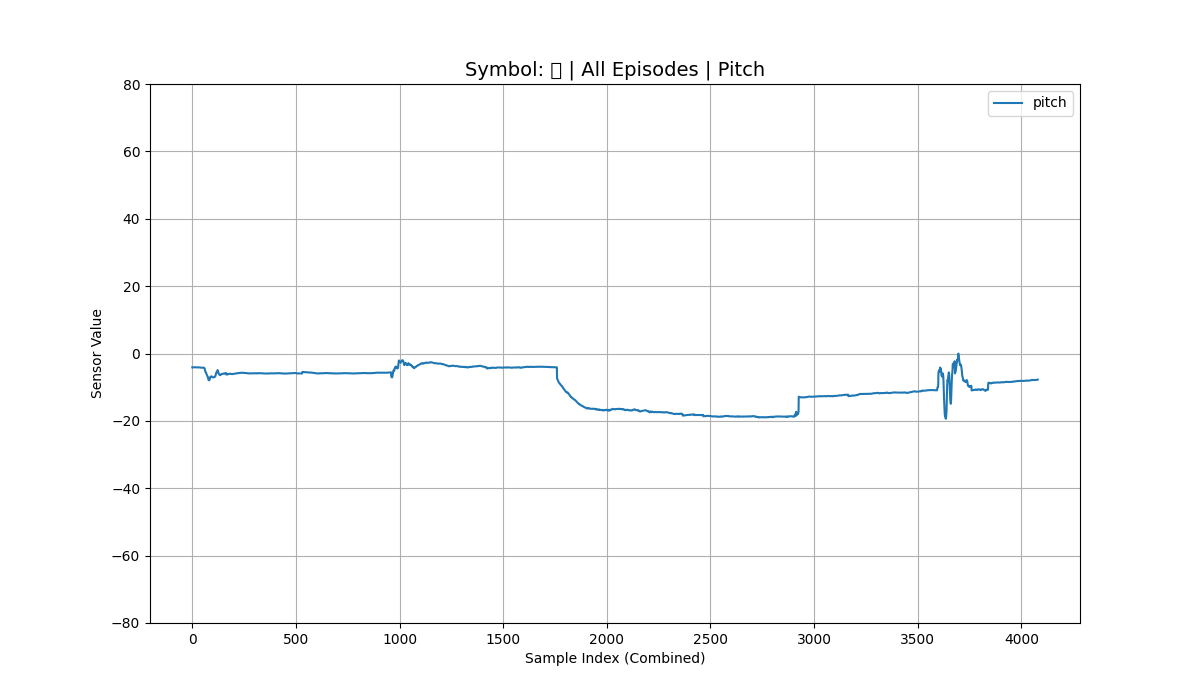 Symbol: ▯ | All Episodes | Pitch
80
60
40
20
0
−20
−40
−60
−80
Sensor Value
pitch
0 500 1000 1500 2000 2500 3000 3500 4000
Sample Index (Combined)